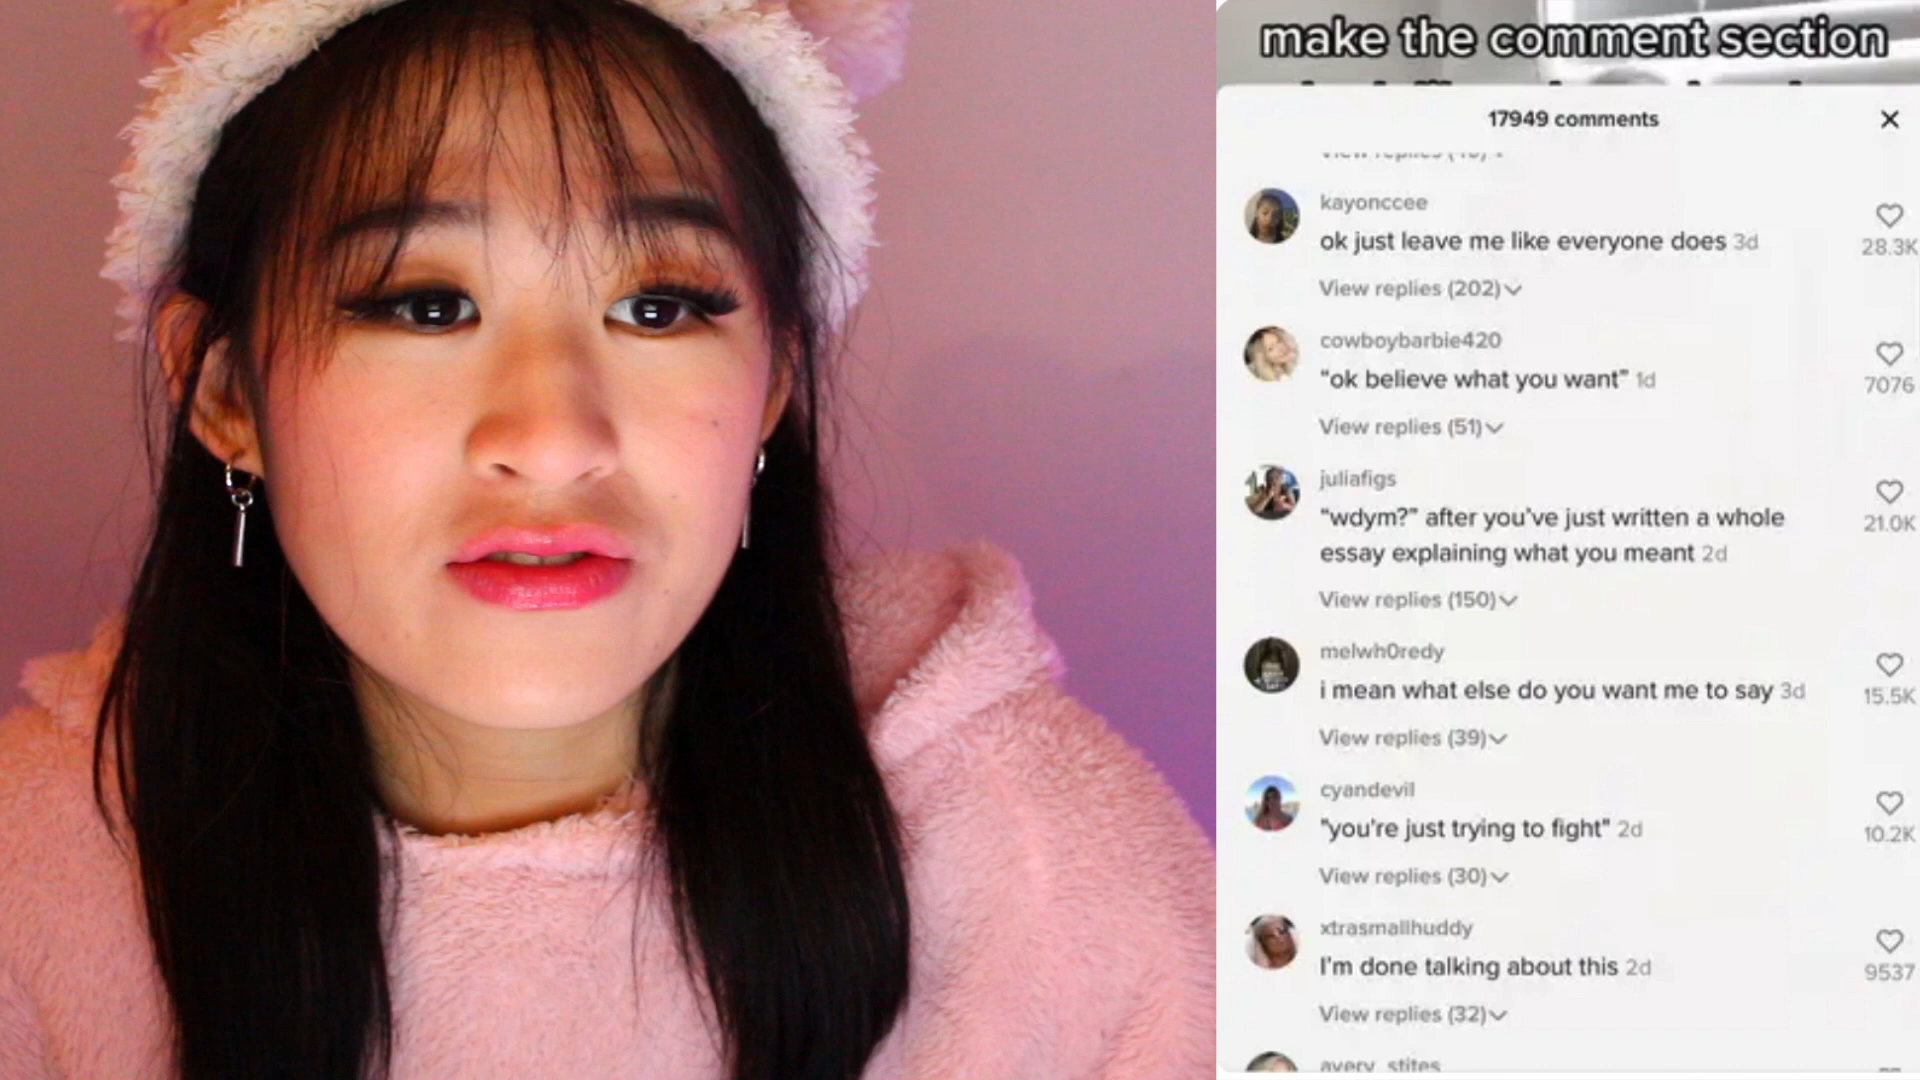 make the comment section
17949 comments
kayonccee
ok just leave me like everyone does 3d
28.3K
View replies (202)
cowboybarbie420
“ok believe what you want” 1d
7076
View replies (51)
juliafigs
“wdym?” after you’ve just written a whole
essay explaining what you meant 2d
21.0K
View replies (150)
melwh0redy
i mean what else do you want me to say 3d
15.5K
View replies (39)
cyandevil
"you're just trying to fight" 2d
10.2K
View replies (30)
xtrasmallhuddy
I’m done talking about this 2d
9537
View replies (32)
avery_stites